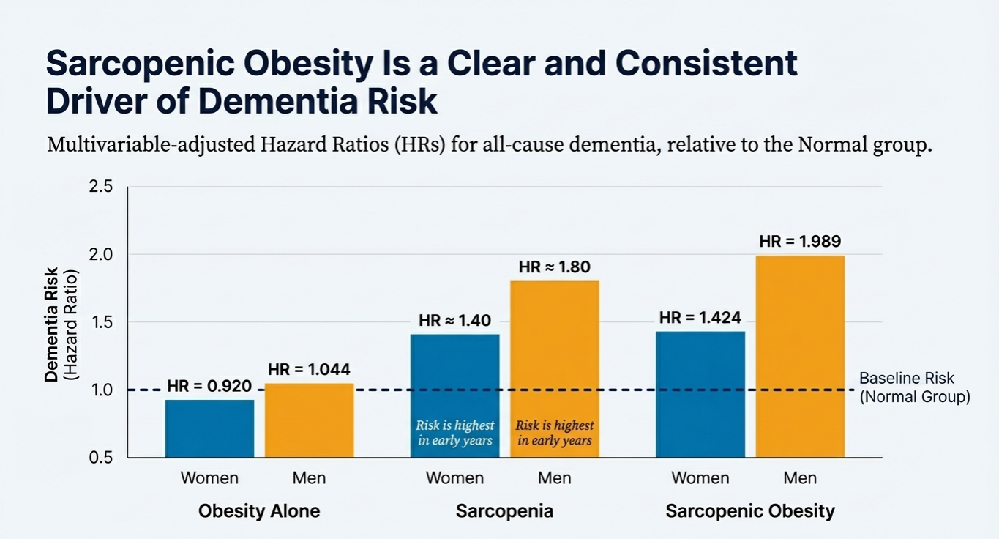 Sarcopenic Obesity Is a Clear and Consistent
Driver of Dementia Risk
Multivariable-adjusted Hazard Ratios (HRs) for all-cause dementia, relative to the Normal group.
Dementia Risk
(Hazard Ratio)
2.5
2.0
1.5
1.0
0.5
HR = 0.920
HR = 1.044
HR ≈ 1.40
HR ≈ 1.80
HR = 1.424
HR = 1.989
Baseline Risk
(Normal Group)
Risk is highest
in early years
Risk is highest
in early years
Women
Men
Women
Men
Women
Men
Obesity Alone
Sarcopenia
Sarcopenic Obesity